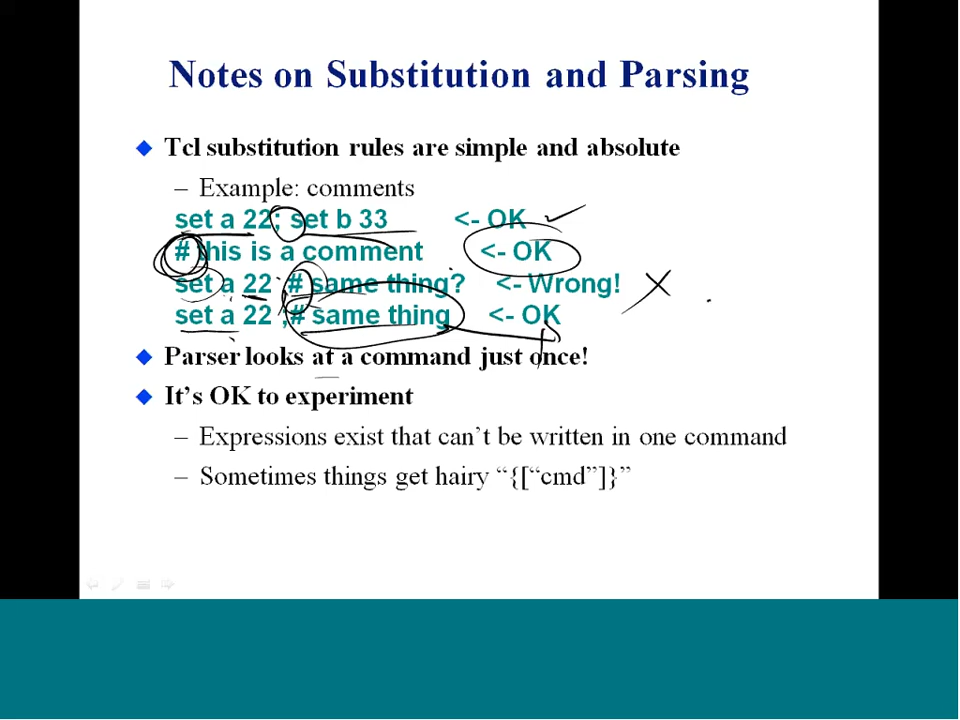 Notes on Substitution and Parsing
Tcl substitution rules are simple and absolute
– Example: comments
set a 22; set b 33 <- OK
# this is a comment <- OK
set a 22 # same thing? <- Wrong!
set a 22 ;# same thing <- OK
Parser looks at a command just once!
It’s OK to experiment
– Expressions exist that can’t be written in one command
– Sometimes things get hairy “{[“cmd”]}”